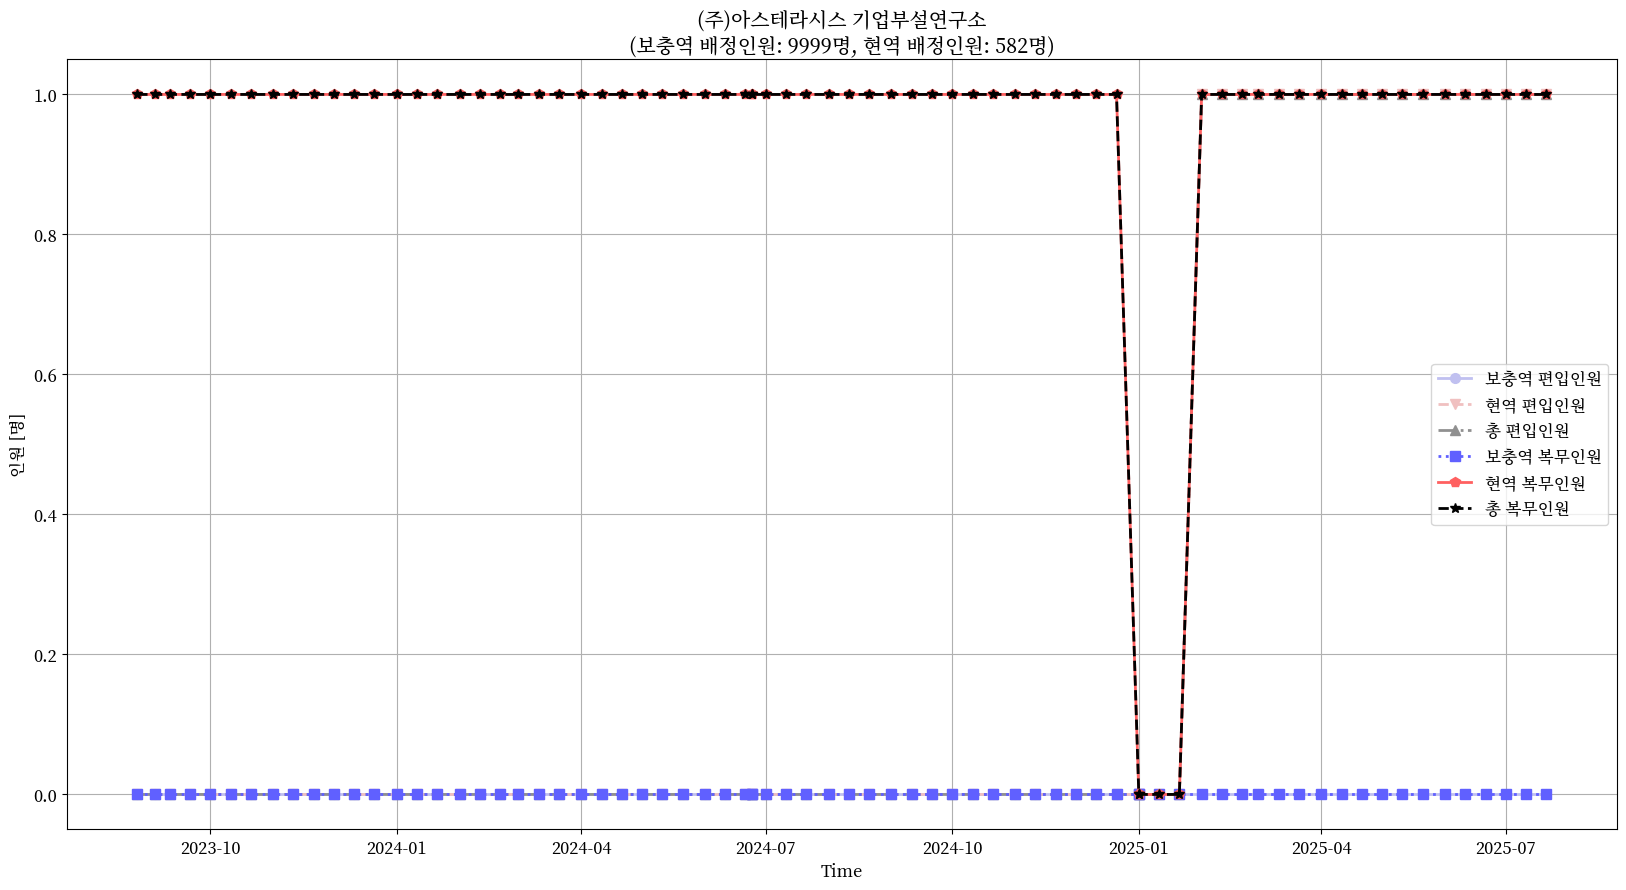 (주)아스테라시스 기업부설연구소
(보충역 배정인원: 9999명, 현역 배정인원: 582명)
인원 [명]
1.0
0.8
0.6
0.4
0.2
0.0
보충역 편입인원
현역 편입인원
총 편입인원
보충역 복무인원
현역 복무인원
총 복무인원
2023-10
2024-01
2024-04
2024-07
2024-10
2025-01
2025-04
2025-07
Time